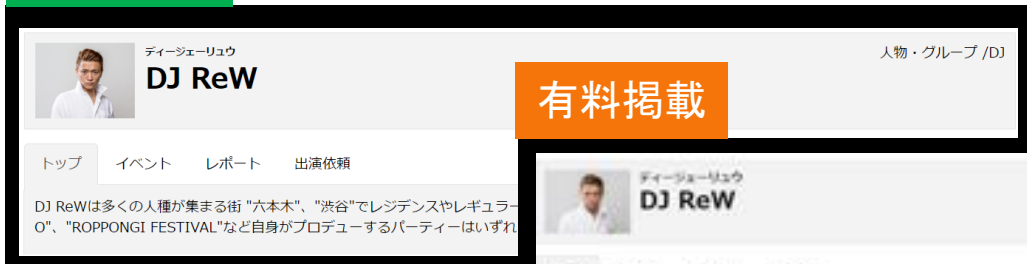 ディージェーリュウ
DJ ReW
人物・グループ /DJ
有料掲載
トップ イベント レポート 出演依頼
DJ ReWは多くの人種が集まる街 "六本木"、"渋谷"でレジデンスやレギュラー
O"、"ROPPONGI FESTIVAL"など自身がプロデューするパーティーはいずれ
ディージェーリュウ
DJ ReW